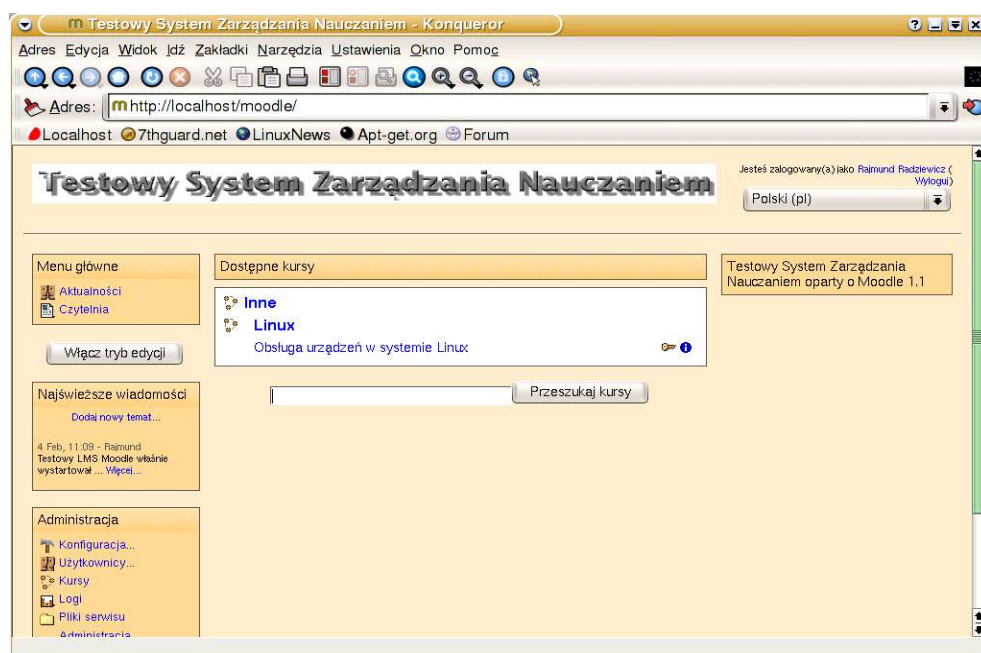 Testowy System Zarządzania Nauczaniem - Konqueror
Adres Edycja Widok Idź Zakładki Narzędzia Ustawienia Okno Pomoc
Adres: http://localhost/moodle/
Localhost 7thguard.net LinuxNews Apt-get.org Forum
Testowy System Zarządzania Nauczaniem
Jesteś zalogowany(a) jako Rajmund Radziewicz (
Wyloguj)
Polski (pl)
Menu główne
Aktualności
Czytelnia
Włącz tryb edycji
Najświeższe wiadomości
Dodaj nowy temat...
4 Feb, 11:09 - Rajmund
Testowy LMS Moodle właśnie
wystartował ... Więcej...
Administracja
Konfiguracja...
Użytkownicy...
Kursy
Logi
Pliki serwisu
Administracja
Dostępne kursy
Inne
Linux
Obsługa urządzeń w systemie Linux
Przeszukaj kursy
Testowy System Zarządzania
Nauczaniem oparty o Moodle 1.1